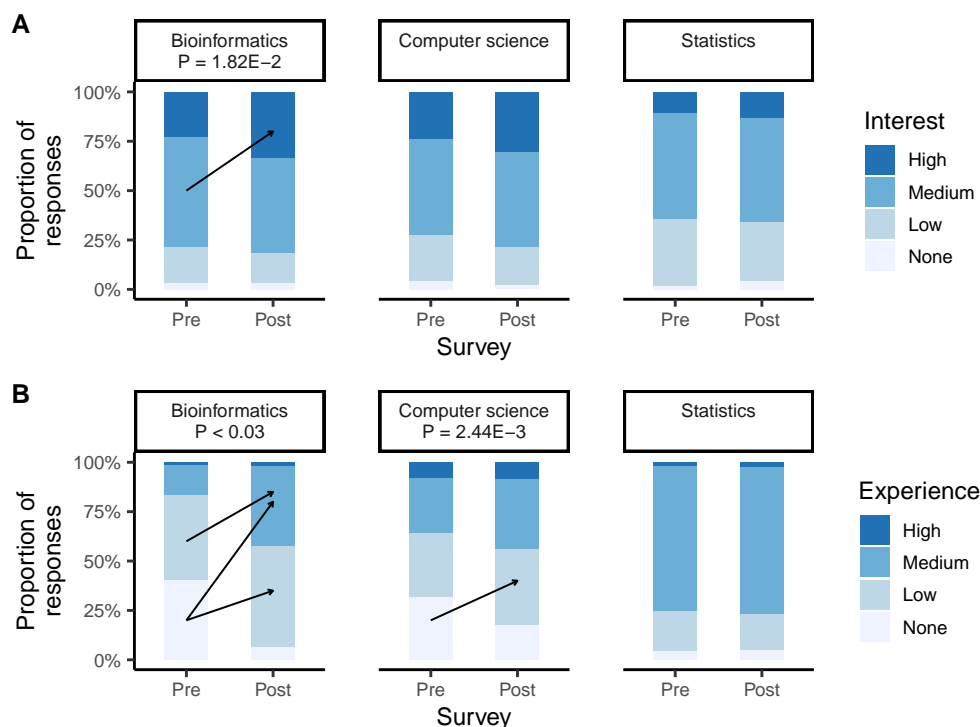 A
Bioinformatics
P = 1.82E−2
Computer science
Statistics
Proportion of
responses
100%
75%
50%
25%
0%
Pre
Post
Pre
Post
Pre
Post
Survey
Interest
High
Medium
Low
None
B
Bioinformatics
P < 0.03
Computer science
P = 2.44E−3
Statistics
Proportion of
responses
100%
75%
50%
25%
0%
Pre
Post
Pre
Post
Pre
Post
Survey
Experience
High
Medium
Low
None